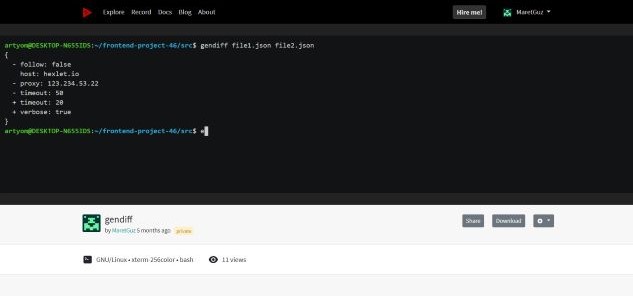 Explore Record Docs Blog About Hire me! MaretGuz
artyom@DESKTOP-N6S5IDS:~/frontend-project-46/src$ gendiff file1.json file2.json
{
- follow: false
host: hexlet.io
- proxy: 123.234.53.22
- timeout: 50
+ timeout: 20
+ verbose: true
}
artyom@DESKTOP-N6S5IDS:~/frontend-project-46/src$ e
gendiff
by MaretGuz 5 months ago private
Share Download
GNU/Linux • xterm-256color • bash 11 views